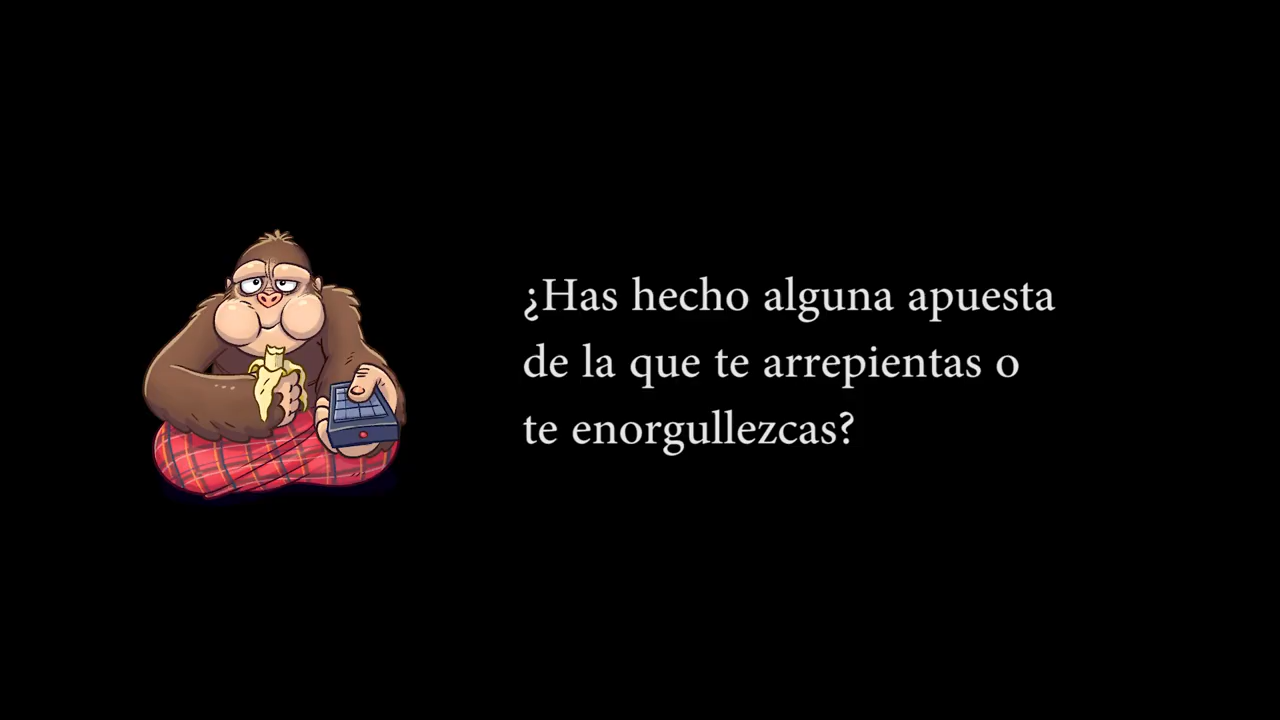 ¿Has hecho alguna apuesta
de la que te arrepientas o
te enorgullezcas?